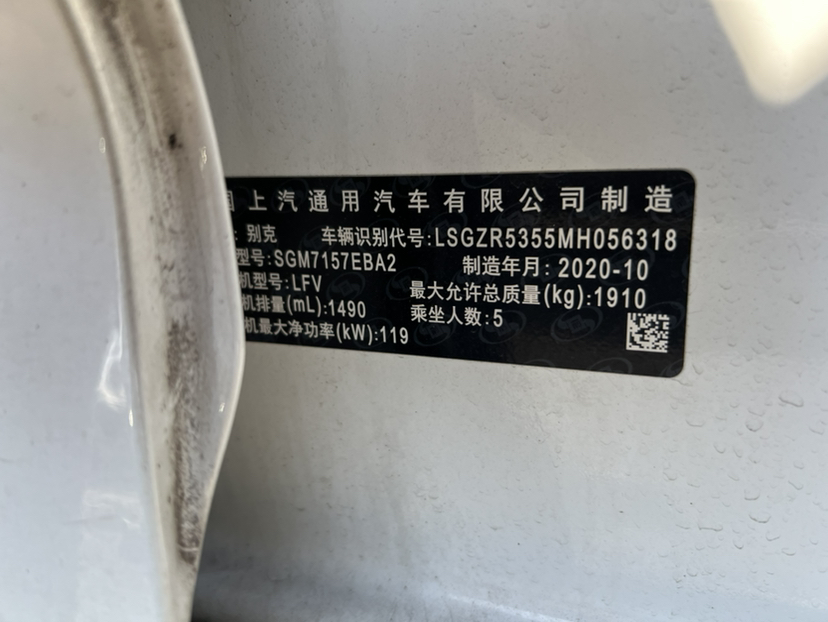 国上汽通用汽车有限公司制造
: 别克 车辆识别代号:LSGZR5355MH056318
型号:SGM7157EBA2 制造年月: 2020-10
机型号:LFV 最大允许总质量(kg):1910
机排量(mL):1490 乘坐人数:5
机最大净功率(kW):119